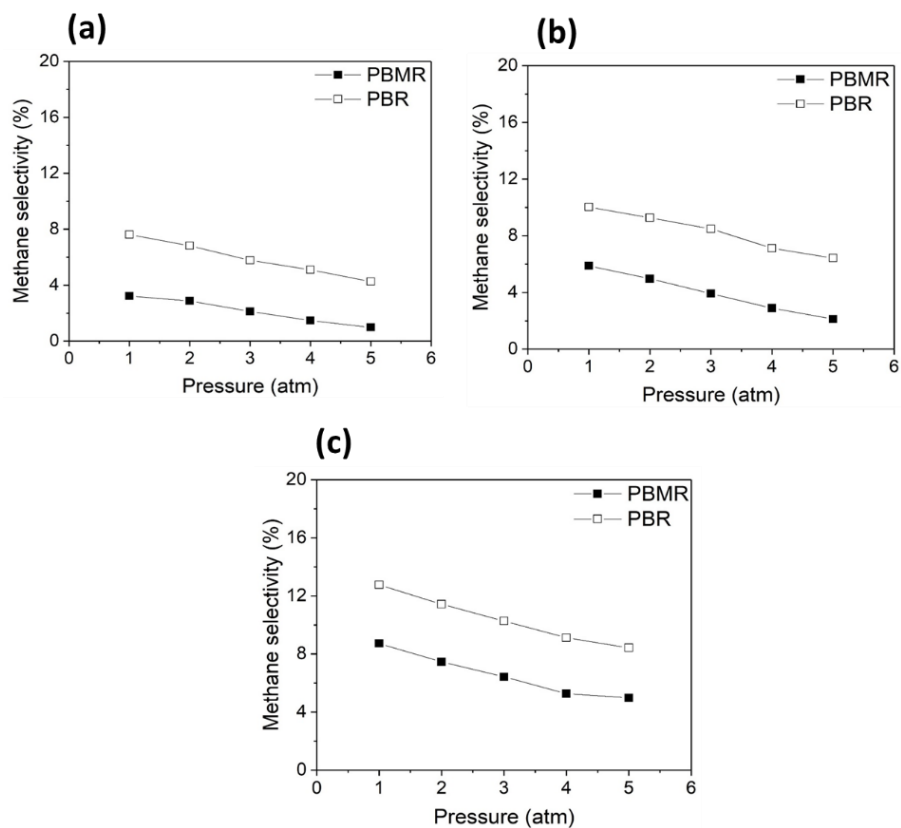 (a)
PBMR
PBR
Methane selectivity (%)
20
16
12
8
4
0
0 1 2 3 4 5 6
Pressure (atm)
(b)
PBMR
PBR
Methane selectivity (%)
20
16
12
8
4
0
0 1 2 3 4 5 6
Pressure (atm)
(c)
PBMR
PBR
Methane selectivity (%)
20
16
12
8
4
0
0 1 2 3 4 5 6
Pressure (atm)